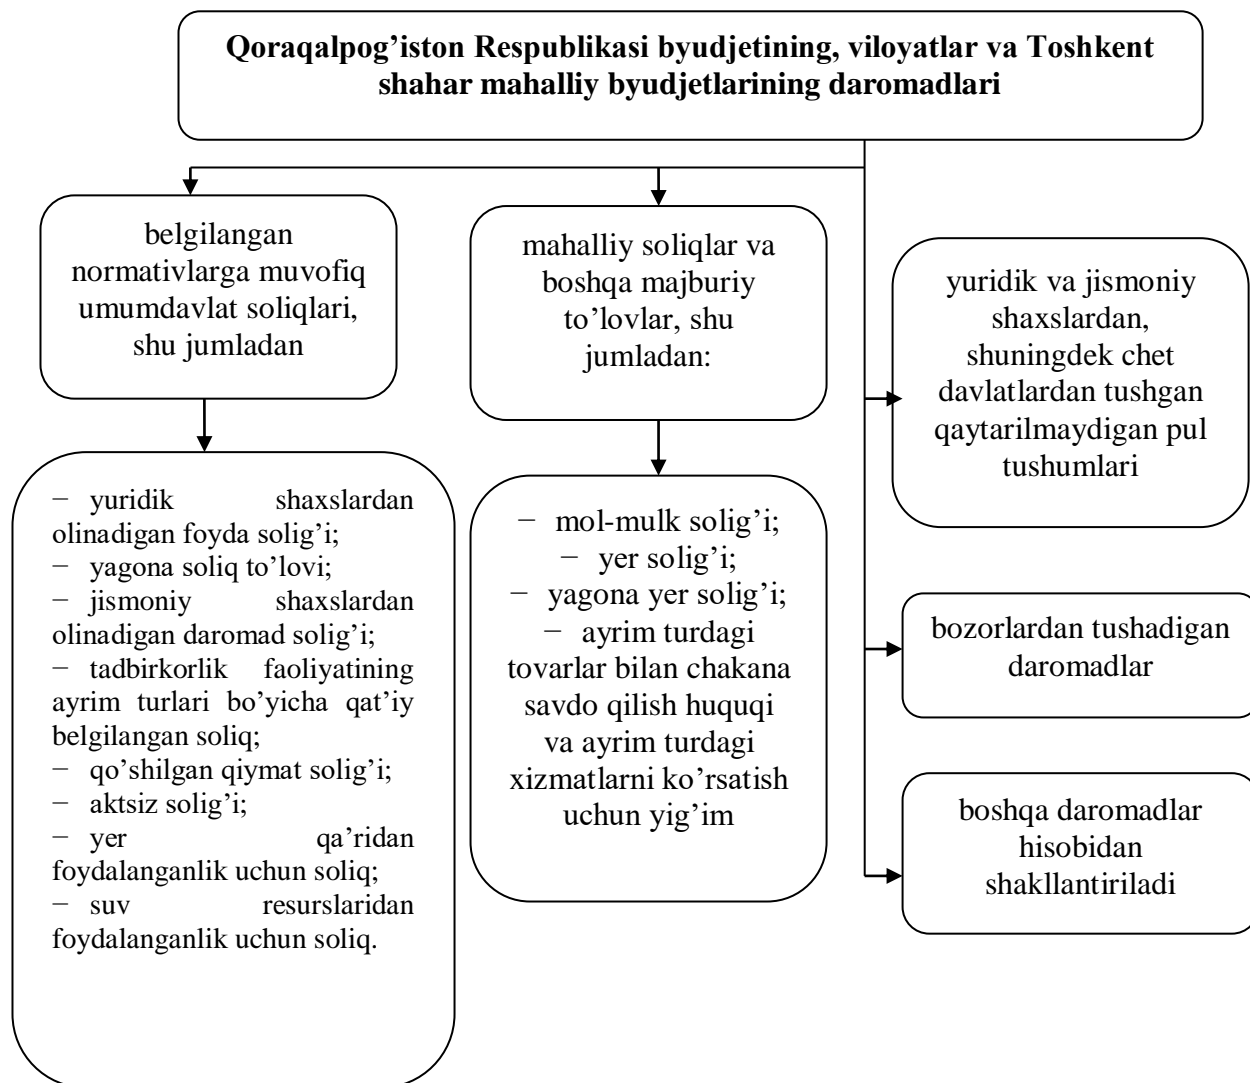 Qoraqalpog’iston Respublikasi byudjetining, viloyatlar va Toshkent
shahar mahalliy byudjetlarining daromadlari
belgilangan
normativlarga muvofiq
umumdavlat soliqlari,
shu jumladan
mahalliy soliqlar va
boshqa majburiy
to’lovlar, shu
jumladan:
yuridik va jismoniy
shaxslardan,
shuningdek chet
davlatlardan tushgan
qaytarilmaydigan pul
tushumlari
− yuridik shaxslardan
olinadigan foyda solig’i;
− yagona soliq to’lovi;
− jismoniy shaxslardan
olinadigan daromad solig’i;
− tadbirkorlik faoliyatining
ayrim turlari bo’yicha qat’iy
belgilangan soliq;
− qo’shilgan qiymat solig’i;
− aktsiz solig’i;
− yer qa’ridan
foydalanganlik uchun soliq;
− suv resurslaridan
foydalanganlik uchun soliq.
− mol-mulk solig’i;
− yer solig’i;
− yagona yer solig’i;
− ayrim turdagi
tovarlar bilan chakana
savdo qilish huquqi
va ayrim turdagi
xizmatlarni ko’rsatish
uchun yig’im
bozorlardan tushadigan
daromadlar
boshqa daromadlar
hisobidan
shakllantiriladi